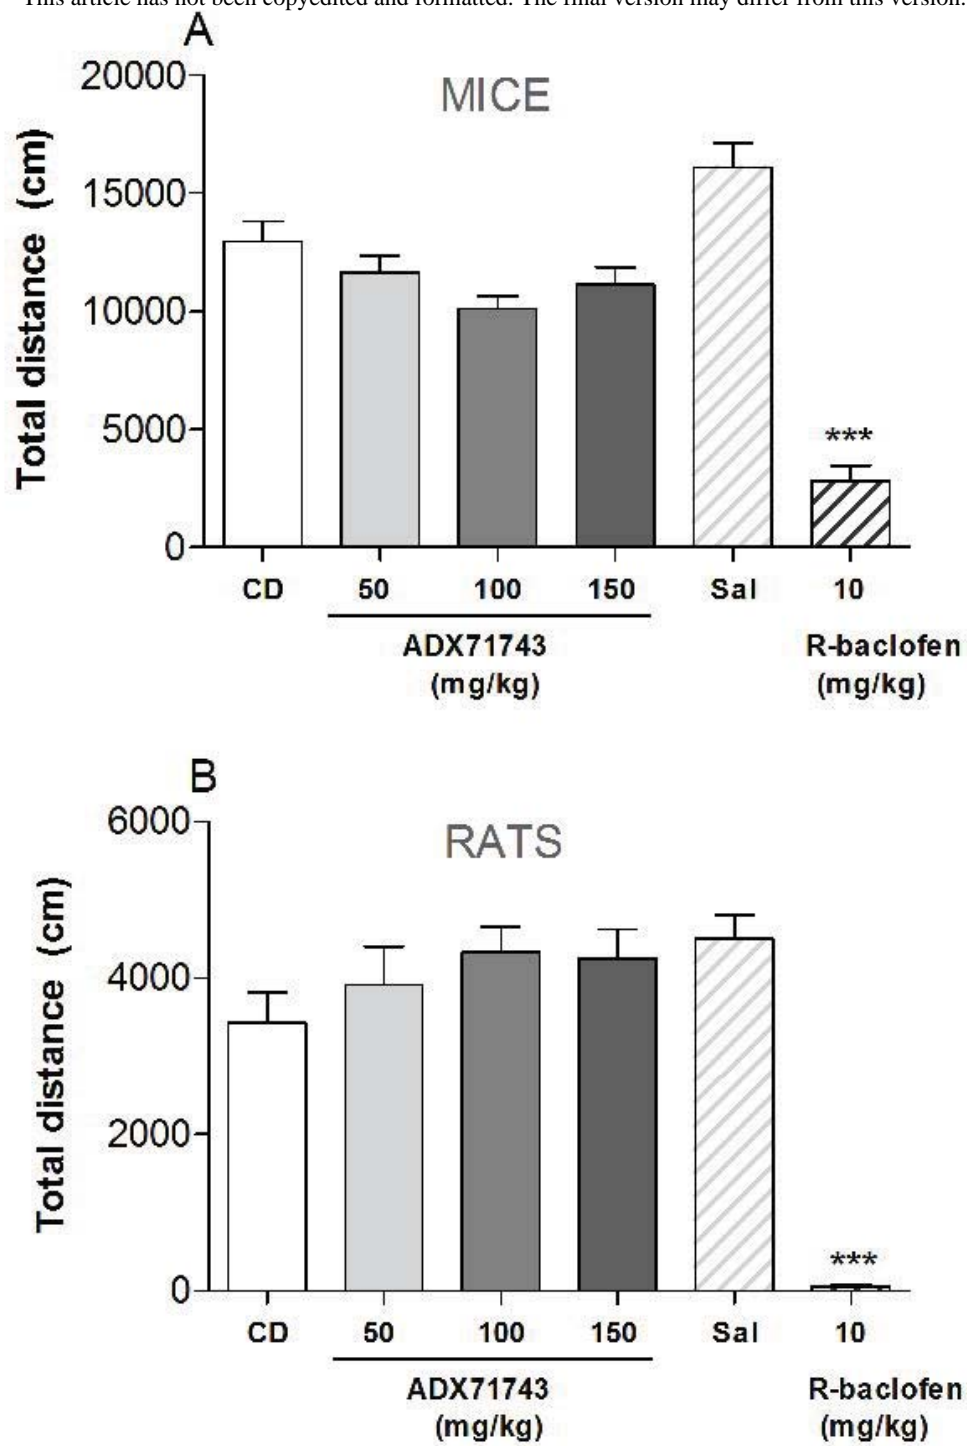 This article has not been copyedited and formatted. The final version may differ from this version.
A
MICE
Total distance (cm)
20000
15000
10000
5000
0
***
CD 50 100 150 Sal 10
ADX71743 R-baclofen
(mg/kg) (mg/kg)
B
RATS
Total distance (cm)
6000
4000
2000
0
***
CD 50 100 150 Sal 10
ADX71743 R-baclofen
(mg/kg) (mg/kg)